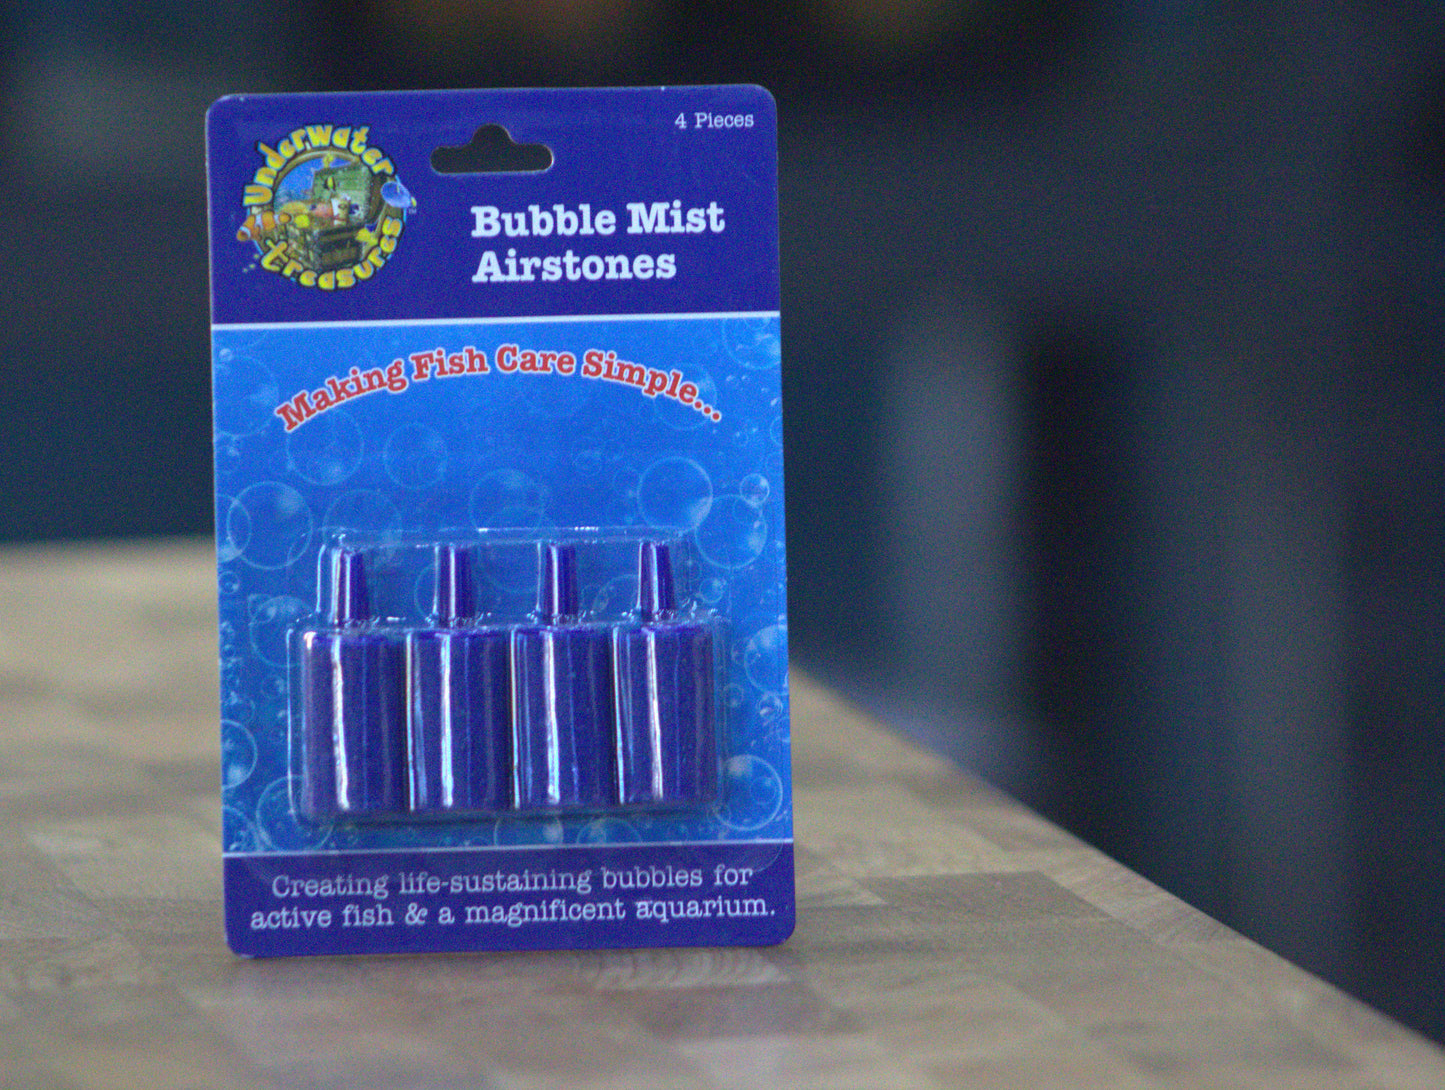 4 Pieces
Underwater
Treasures
Bubble Mist
Airstones
Making Fish Care Simple...
Creating life-sustaining bubbles for
active fish & a magnificent aquarium.